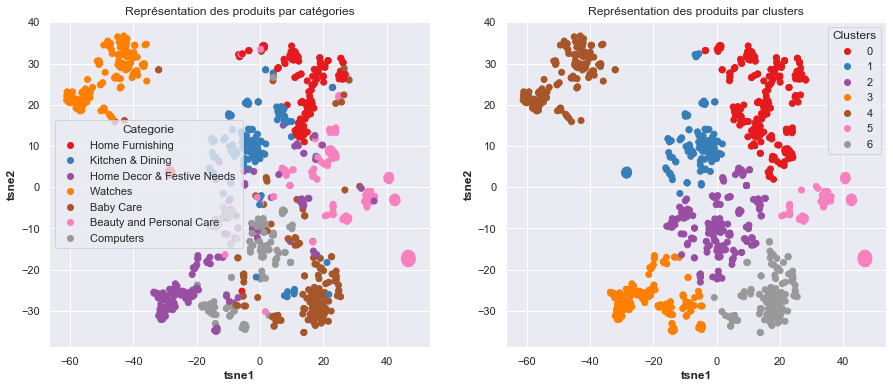 Représentation des produits par catégories
40
30
20
10
0
−10
−20
−30
tsne2
−60
−40
−20
0
20
40
tsne1
Categorie
Home Furnishing
Kitchen & Dining
Home Decor & Festive Needs
Watches
Baby Care
Beauty and Personal Care
Computers
Représentation des produits par clusters
40
30
20
10
0
−10
−20
−30
tsne2
−60
−40
−20
0
20
40
tsne1
Clusters
0
1
2
3
4
5
6